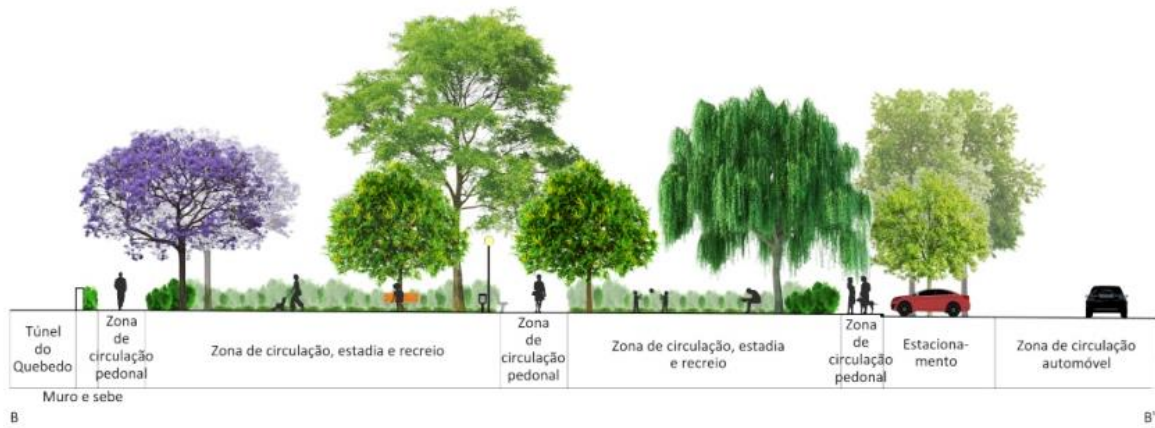 Túnel
do
Quebedo
Zona
de
circulação
pedonal
Zona de circulação, estadia e recreio
Zona
de
circulação
pedonal
Zona de circulação, estadia
e recreio
Zona
de
circulação
pedonal
Estaciona-
mento
Zona de circulação
automóvel
Muro e sebe
B
B'